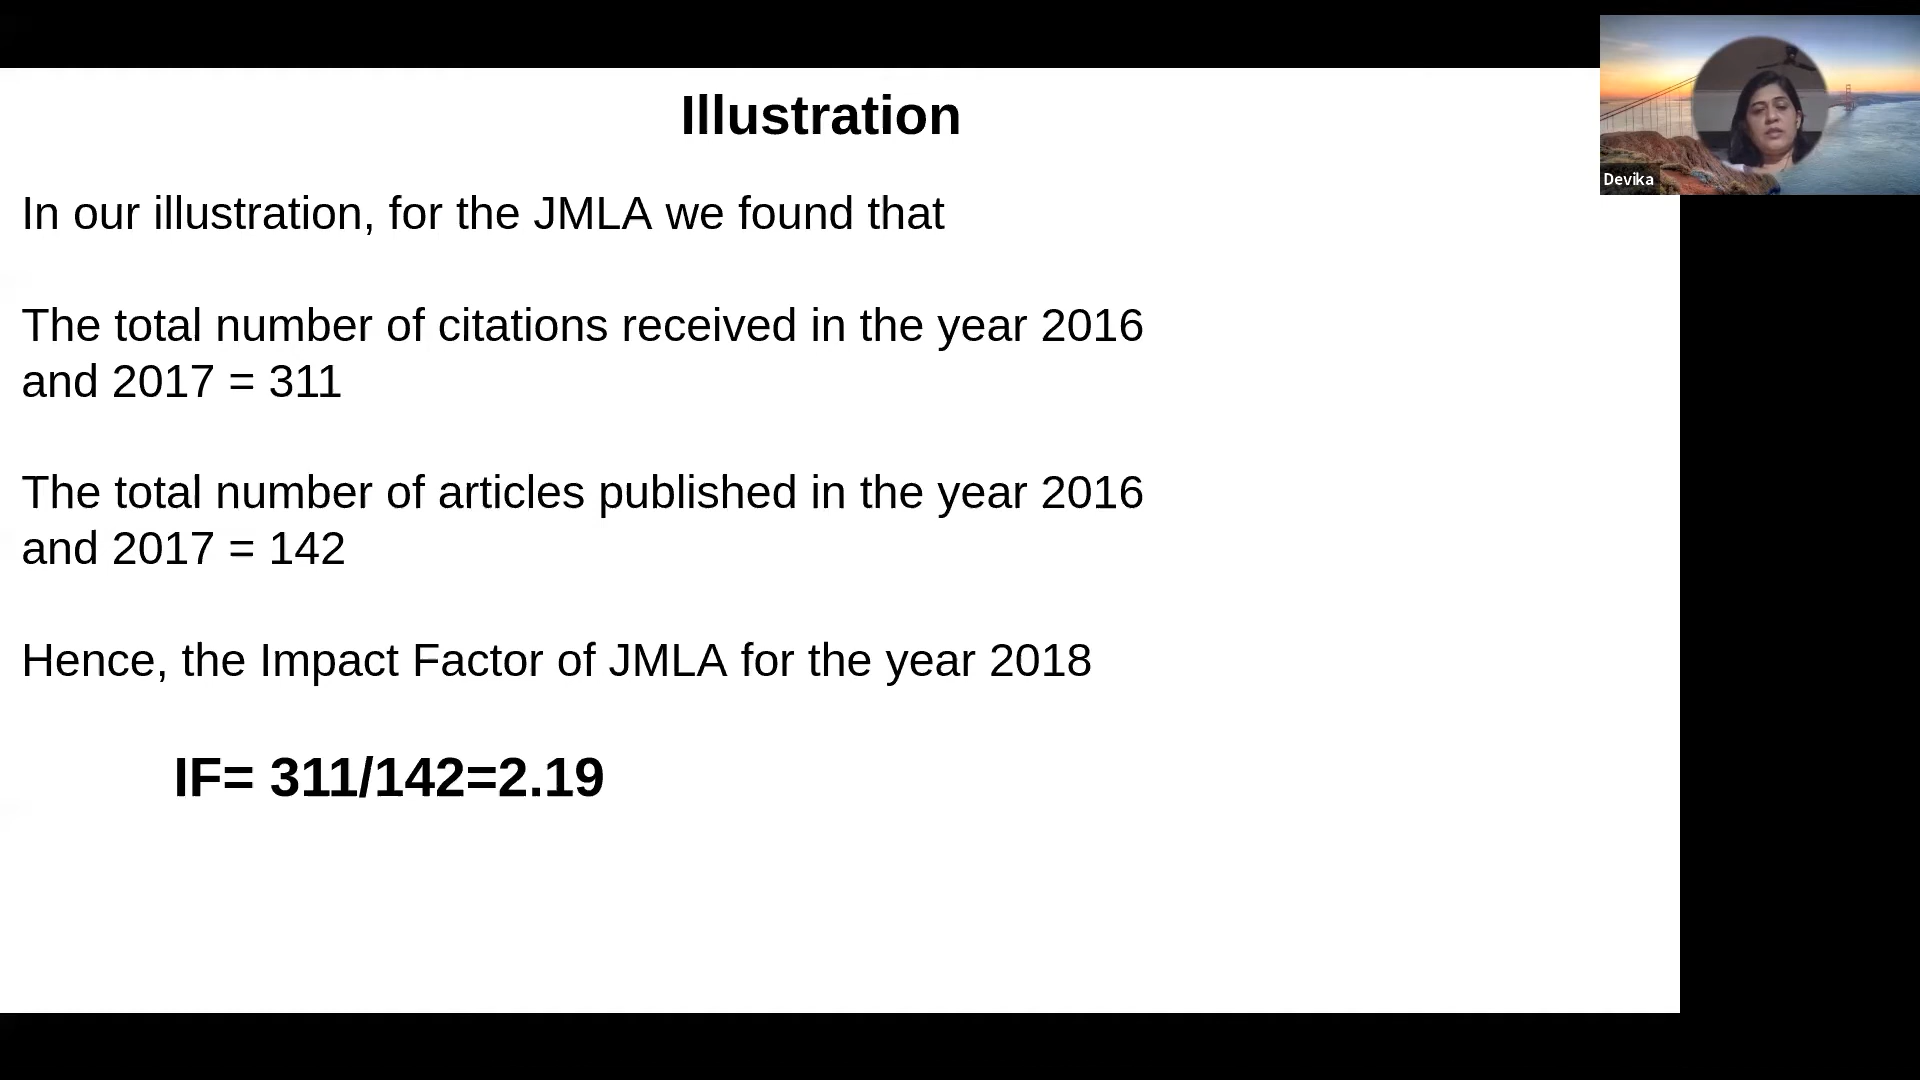 Illustration
Devika
In our illustration, for the JMLA we found that
The total number of citations received in the year 2016
and 2017 = 311
The total number of articles published in the year 2016
and 2017 = 142
Hence, the Impact Factor of JMLA for the year 2018
IF= 311/142=2.19